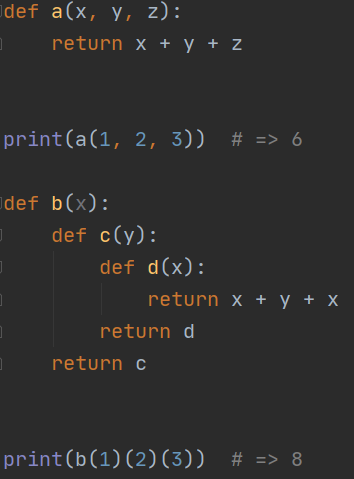 def a(x, y, z):
    return x + y + z
print(a(1, 2, 3))  # => 6
def b(x):
    def c(y):
        def d(x):
            return x + y + x
        return d
    return c
print(b(1)(2)(3))  # => 8